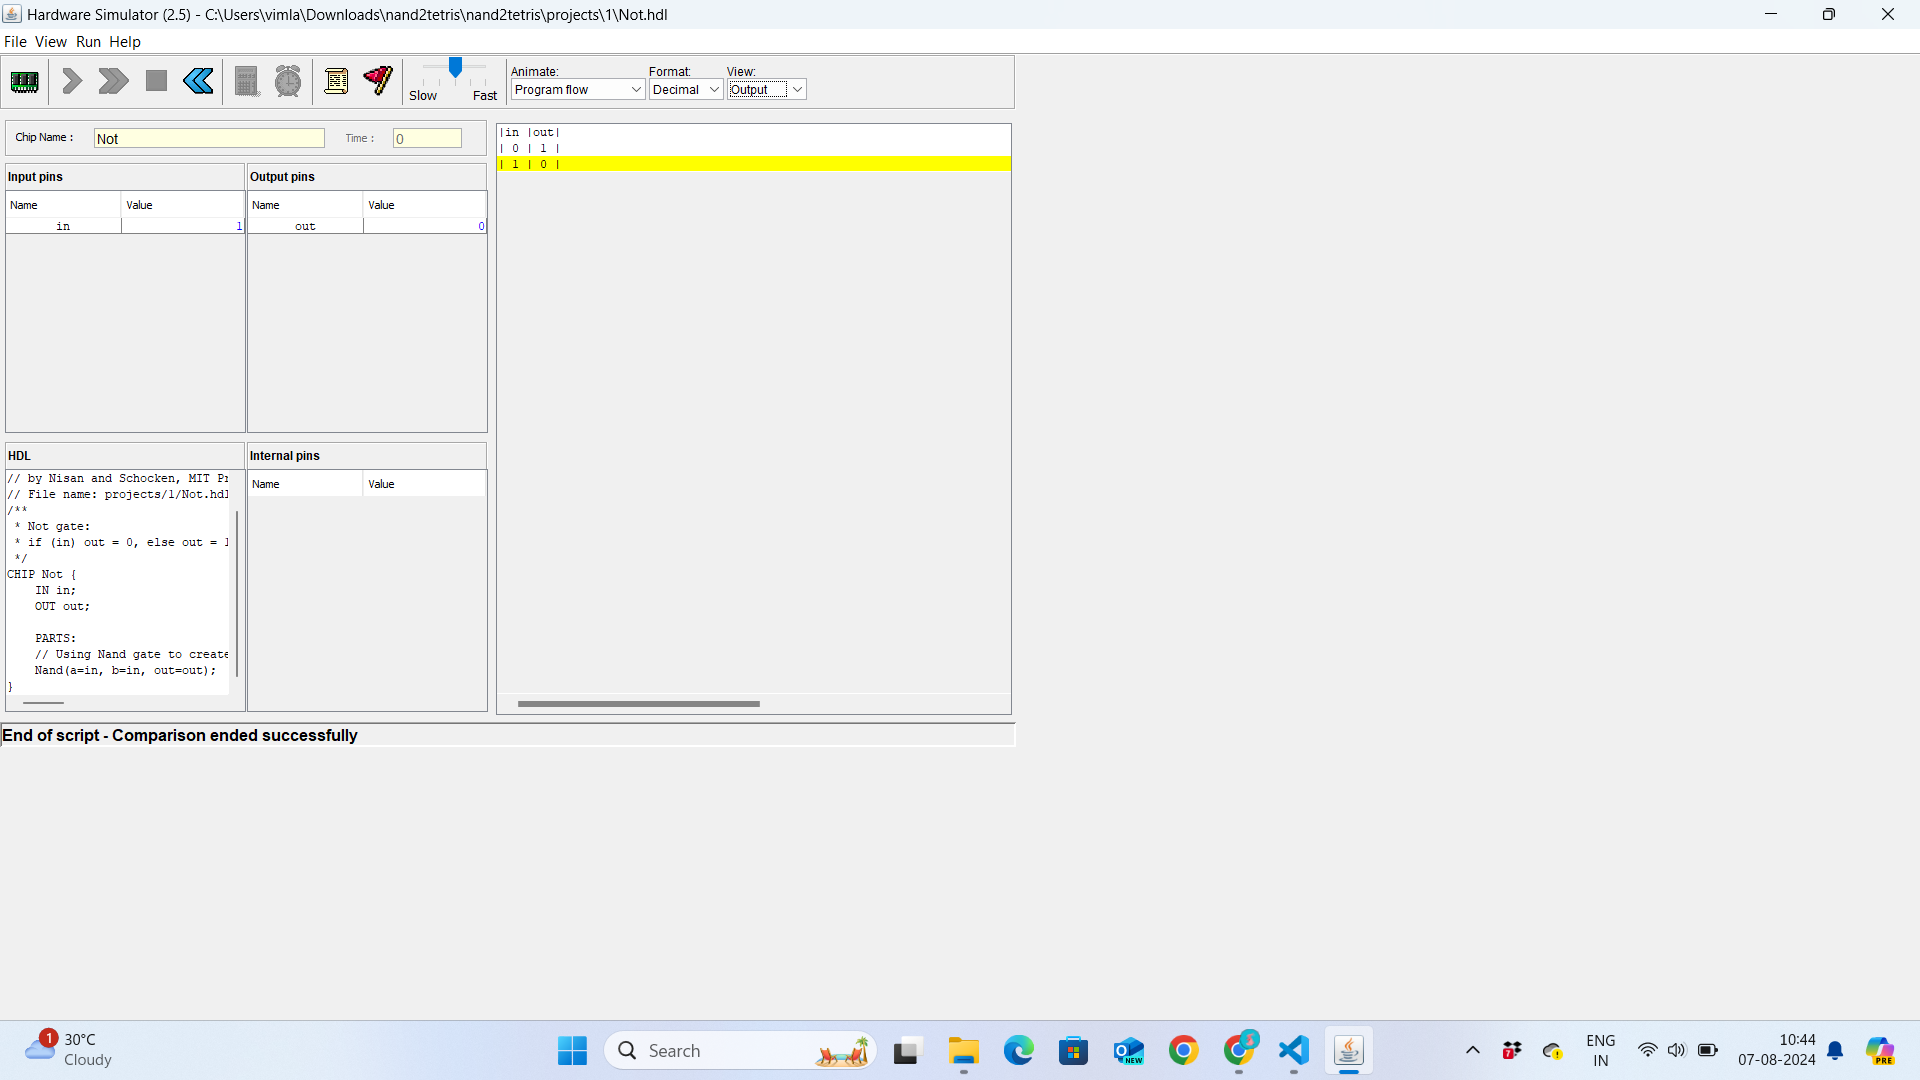 Hardware Simulator (2.5) - C:\Users\vimla\Downloads\nand2tetris\nand2tetris\projects\1\Not.hdl
File View Run Help
Slow Fast
Animate: Format: View:
Program flow Decimal Output
Chip Name : Not Time : 0
Input pins Output pins
Name Value Name Value
in 1 out 0
|in |out|
| 0 | 1 |
| 1 | 0 |
HDL Internal pins
Name Value
// by Nisan and Schocken, MIT Pr
// File name: projects/1/Not.hdl
/**
* Not gate:
* if (in) out = 0, else out = 1
*/
CHIP Not {
IN in;
OUT out;
PARTS:
// Using Nand gate to create
Nand(a=in, b=in, out=out);
}
End of script - Comparison ended successfully
1
30°C
Cloudy
Search
NEW
7
ENG
IN
10:44
07-08-2024
PRE